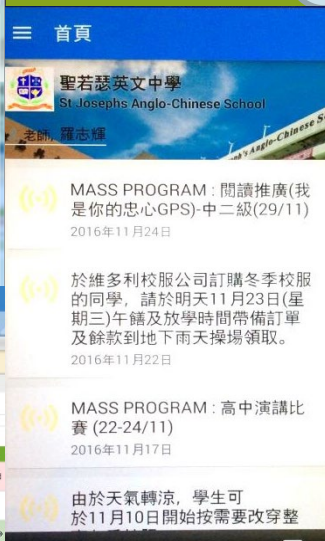 首頁
聖若瑟英文中學
St.Josephs Anglo-Chinese School
老師, 羅志輝
MASS PROGRAM : 閱讀推廣(我
是你的忠心GPS)-中二級(29/11)
2016年11月24日
於維多利校服公司訂購冬季校服
的同學，請於明天11月23日(星
期三)午饍及放學時間帶備訂單
及餘款到地下雨天操場領取。
2016年11月22日
MASS PROGRAM : 高中演講比
賽 (22-24/11)
2016年11月17日
由於天氣轉涼，學生可
於11月10日開始按需要改穿整